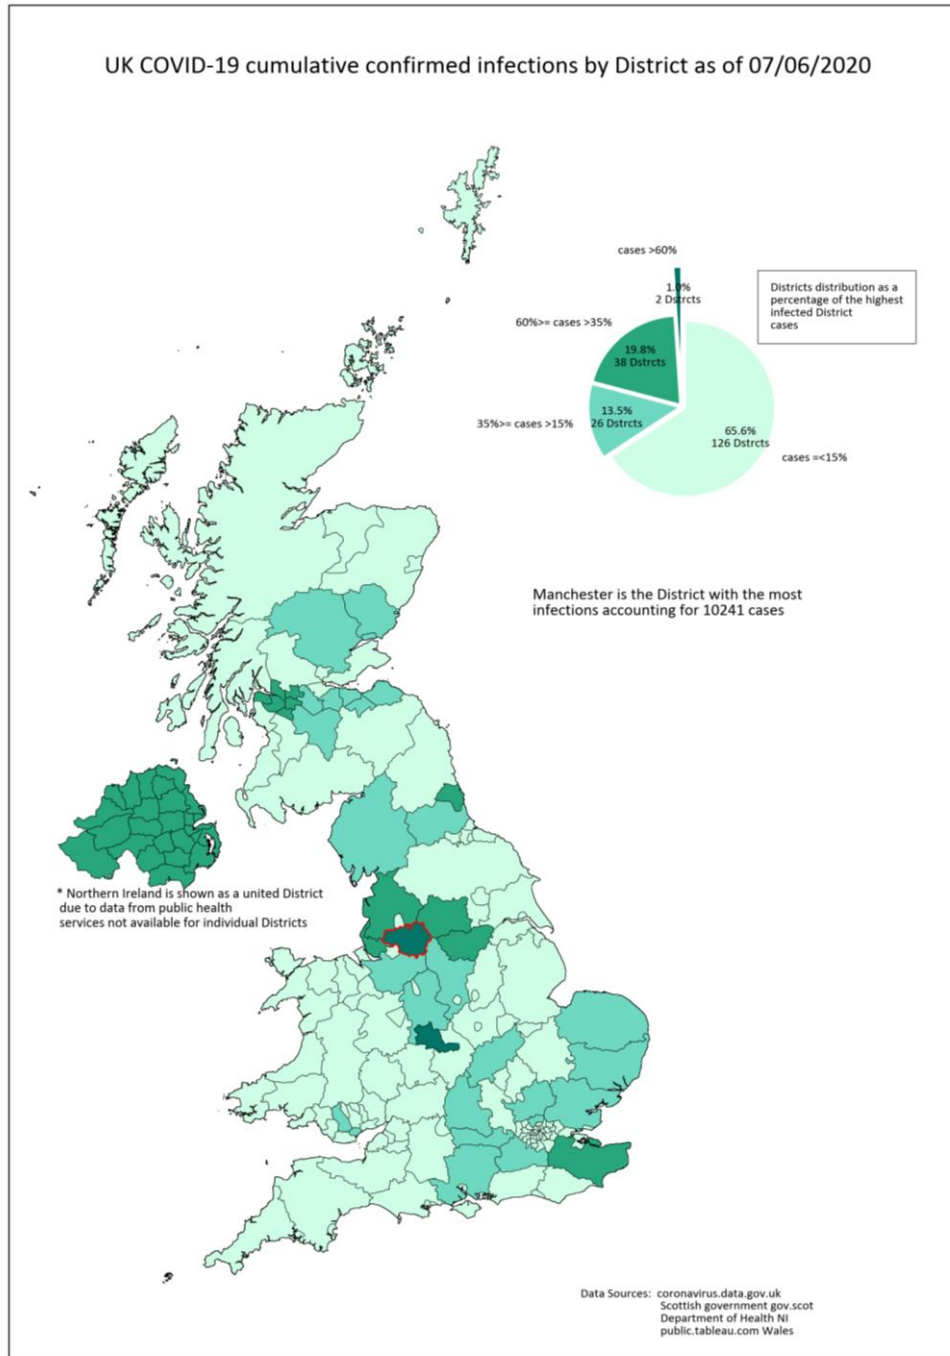 UK COVID-19 cumulative confirmed infections by District as of 07/06/2020
cases >60%
1.0%
2 Dstrcts
Districts distribution as a
percentage of the highest
infected District
cases
60%>= cases >35%
19.8%
38 Dstrcts
35%>= cases >15%
13.5%
26 Dstrcts
65.6%
126 Dstrcts
cases =<15%
Manchester is the District with the most
infections accounting for 10241 cases
* Northern Ireland is shown as a united District
due to data from public health
services not available for individual Districts
Data Sources: coronavirus.data.gov.uk
Scottish government gov.scot
Department of Health NI
public.tableau.com Wales